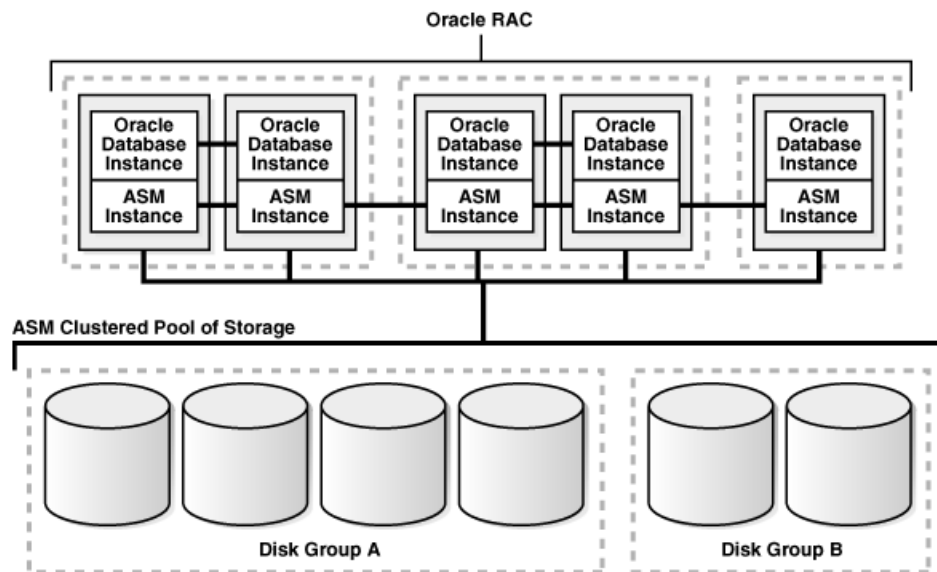 Oracle RAC
Oracle
Database
Instance
ASM
Instance
Oracle
Database
Instance
ASM
Instance
Oracle
Database
Instance
ASM
Instance
Oracle
Database
Instance
ASM
Instance
Oracle
Database
Instance
ASM
Instance
ASM Clustered Pool of Storage
Disk Group A
Disk Group B